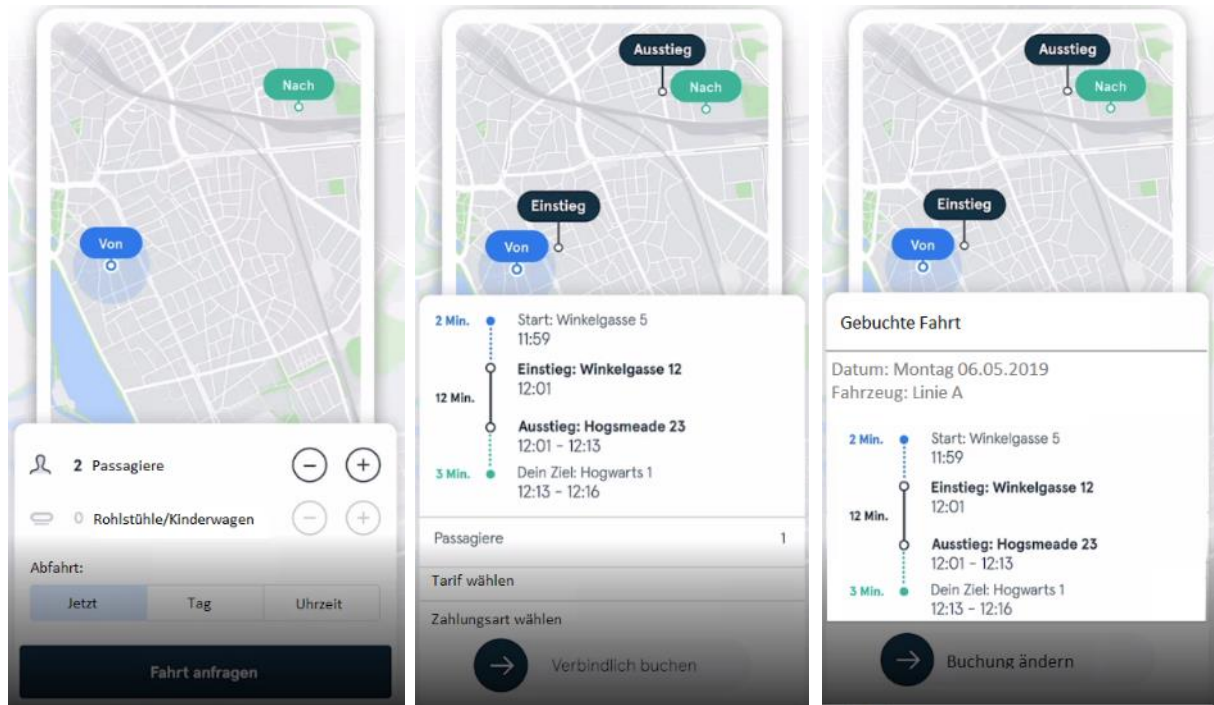 Nach
Von
2 Passagiere
0 Rohlstühle/Kinderwagen
Abfahrt:
Jetzt Tag Uhrzeit
Fahrt anfragen
Ausstieg
Nach
Einstieg
Von
2 Min. Start: Winkelgasse 5
11:59
Einstieg: Winkelgasse 12
12:01
12 Min.
Ausstieg: Hogsmeade 23
12:01 – 12:13
3 Min. Dein Ziel: Hogwarts 1
12:13 – 12:16
Passagiere 1
Tarif wählen
Zahlungsart wählen
Verbindlich buchen
Ausstieg
Nach
Einstieg
Von
Gebuchte Fahrt
Datum: Montag 06.05.2019
Fahrzeug: Linie A
2 Min. Start: Winkelgasse 5
11:59
Einstieg: Winkelgasse 12
12:01
12 Min.
Ausstieg: Hogsmeade 23
12:01 – 12:13
3 Min. Dein Ziel: Hogwarts 1
12:13 – 12:16
Buchung ändern